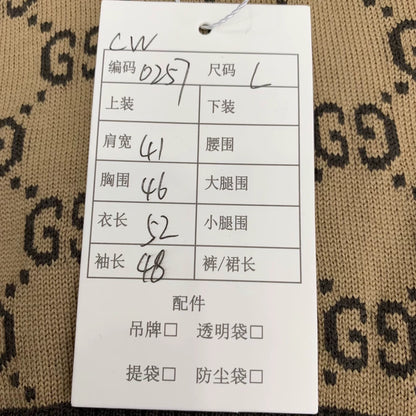 CW
编码 0257 尺码 L
上装 下装
肩宽 41 腰围
胸围 46 大腿围
衣长 52 小腿围
袖长 48 裤/裙长
配件
吊牌□ 透明袋□
提袋□ 防尘袋□